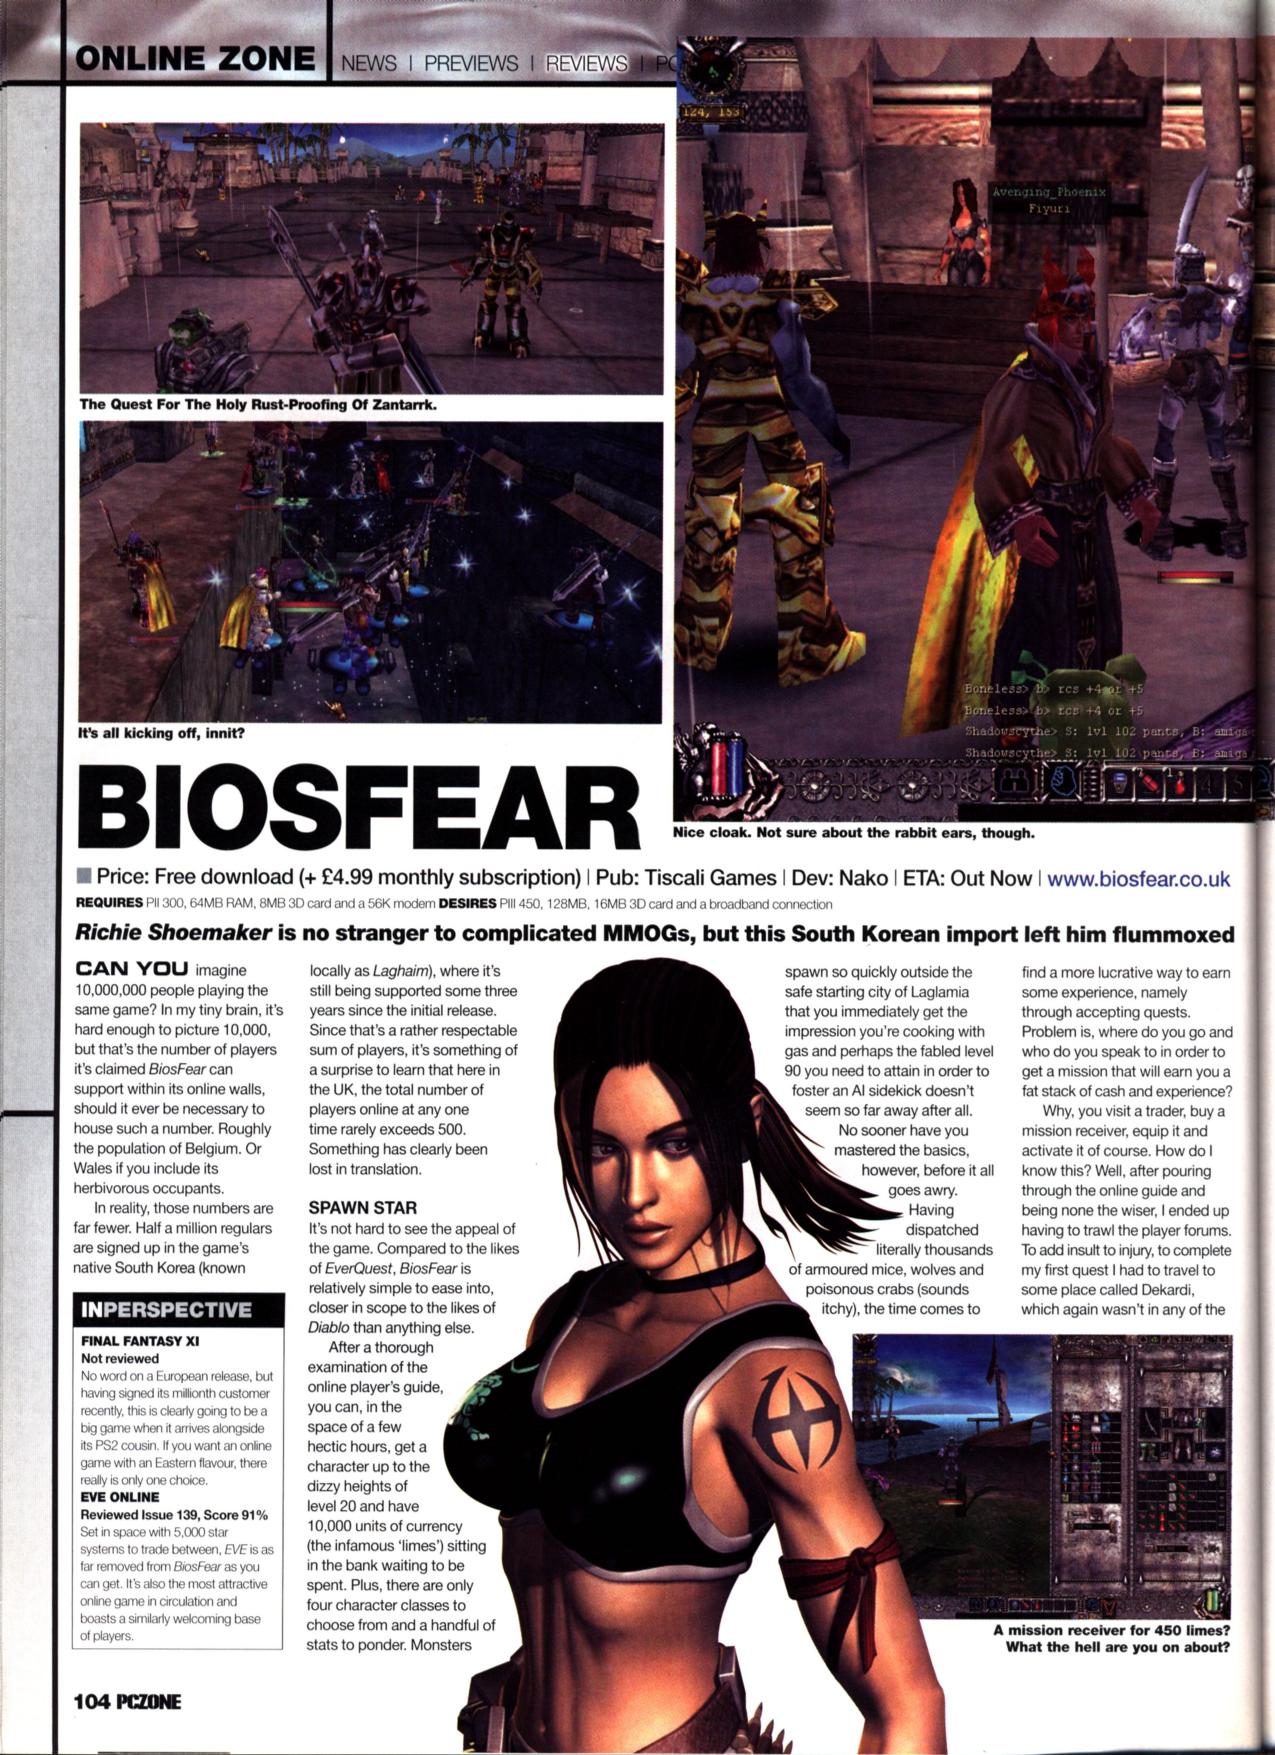 ONLINE ZONE
NEWS | PREVIEWS | REVIEWS |
124, 153
Avenging_Phoenix
Fiyuri
The Quest For The Holy Rust-Proofing Of Zantarrk.
Boneless> b> rcs +4 or +5
Boneless> b> rcs +4 or +5
Shadowscythe> S: lvl 102 pants, B: amiga
Shadowscythe> S: lvl 102 pants, B: amiga
4 5
It's all kicking off, innit?
Nice cloak. Not sure about the rabbit ears, though.
BIOSFEAR
Price: Free download (+ £4.99 monthly subscription) | Pub: Tiscali Games | Dev: Nako | ETA: Out Now | www.biosfear.co.uk
REQUIRES PII 300, 64MB RAM, 8MB 3D card and a 56K modem DESIRES PIII 450, 128MB, 16MB 3D card and a broadband connection
Richie Shoemaker is no stranger to complicated MMOGs, but this South Korean import left him flummoxed
CAN YOU imagine
10,000,000 people playing the
same game? In my tiny brain, it's
hard enough to picture 10,000,
but that's the number of players
it's claimed BiosFear can
support within its online walls,
should it ever be necessary to
house such a number. Roughly
the population of Belgium. Or
Wales if you include its
herbivorous occupants.
In reality, those numbers are
far fewer. Half a million regulars
are signed up in the game's
native South Korea (known
locally as Laghaim), where it's
still being supported some three
years since the initial release.
Since that's a rather respectable
sum of players, it's something of
a surprise to learn that here in
the UK, the total number of
players online at any one
time rarely exceeds 500.
Something has clearly been
lost in translation.
SPAWN STAR
It's not hard to see the appeal of
the game. Compared to the likes
of EverQuest, BiosFear is
relatively simple to ease into,
closer in scope to the likes of
Diablo than anything else.
After a thorough
examination of the
online player's guide,
you can, in the
space of a few
hectic hours, get a
character up to the
dizzy heights of
level 20 and have
10,000 units of currency
(the infamous 'limes') sitting
in the bank waiting to be
spent. Plus, there are only
four character classes to
choose from and a handful of
stats to ponder. Monsters
spawn so quickly outside the
safe starting city of Laglamia
that you immediately get the
impression you're cooking with
gas and perhaps the fabled level
90 you need to attain in order to
foster an AI sidekick doesn't
seem so far away after all.
No sooner have you
mastered the basics,
however, before it all
goes awry.
Having
dispatched
literally thousands
of armoured mice, wolves and
poisonous crabs (sounds
itchy), the time comes to
find a more lucrative way to earn
some experience, namely
through accepting quests.
Problem is, where do you go and
who do you speak to in order to
get a mission that will earn you a
fat stack of cash and experience?
Why, you visit a trader, buy a
mission receiver, equip it and
activate it of course. How do I
know this? Well, after pouring
through the online guide and
being none the wiser, I ended up
having to trawl the player forums.
To add insult to injury, to complete
my first quest I had to travel to
some place called Dekardi,
which again wasn't in any of the
INPERSPECTIVE
FINAL FANTASY XI
Not reviewed
No word on a European release, but
having signed its millionth customer
recently, this is clearly going to be a
big game when it arrives alongside
its PS2 cousin. If you want an online
game with an Eastern flavour, there
really is only one choice.
EVE ONLINE
Reviewed Issue 139, Score 91%
Set in space with 5,000 star
systems to trade between, EVE is as
far removed from BiosFear as you
can get. It's also the most attractive
online game in circulation and
boasts a similarly welcoming base
of players.
A mission receiver for 450 limes?
What the hell are you on about?
104 PCZONE